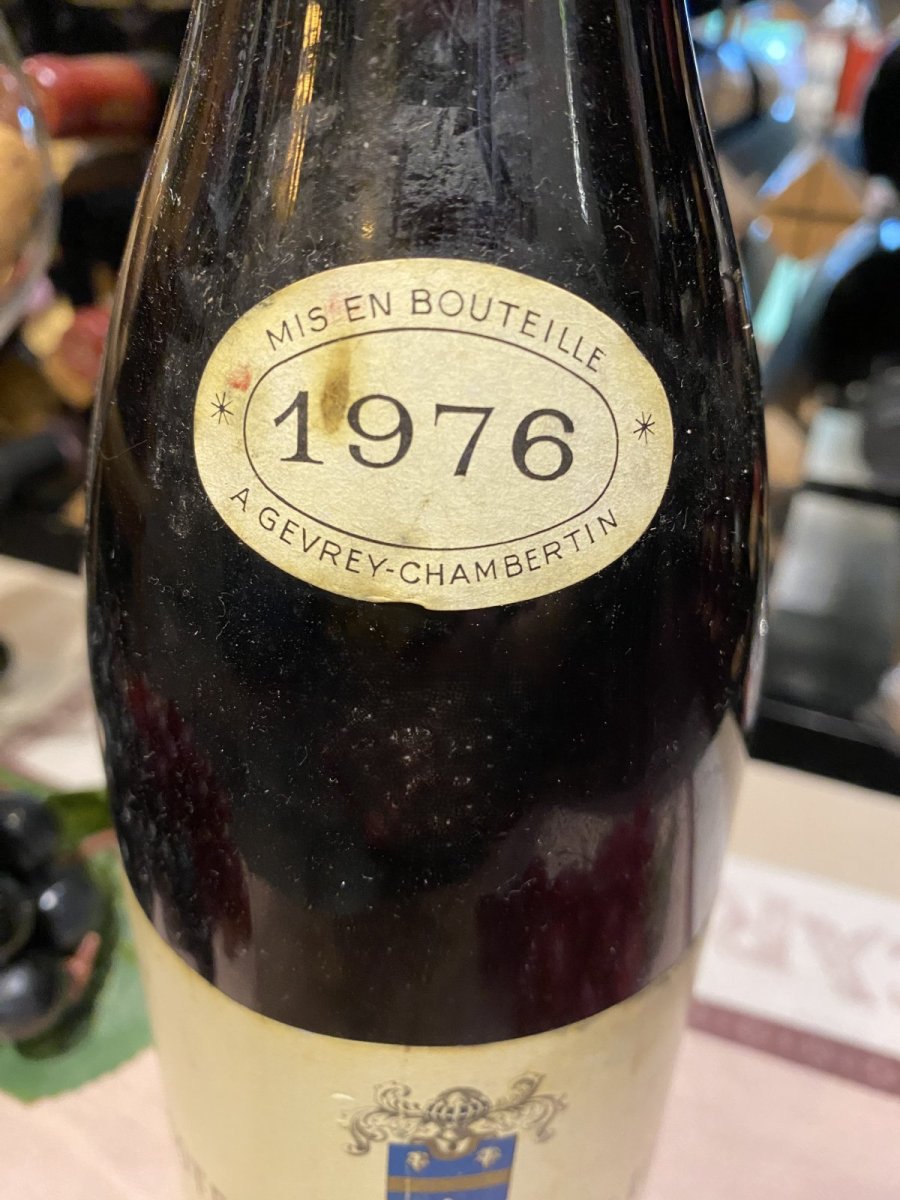 MIS EN BOUTEILLE
1976
A GEVREY-CHAMBERTIN